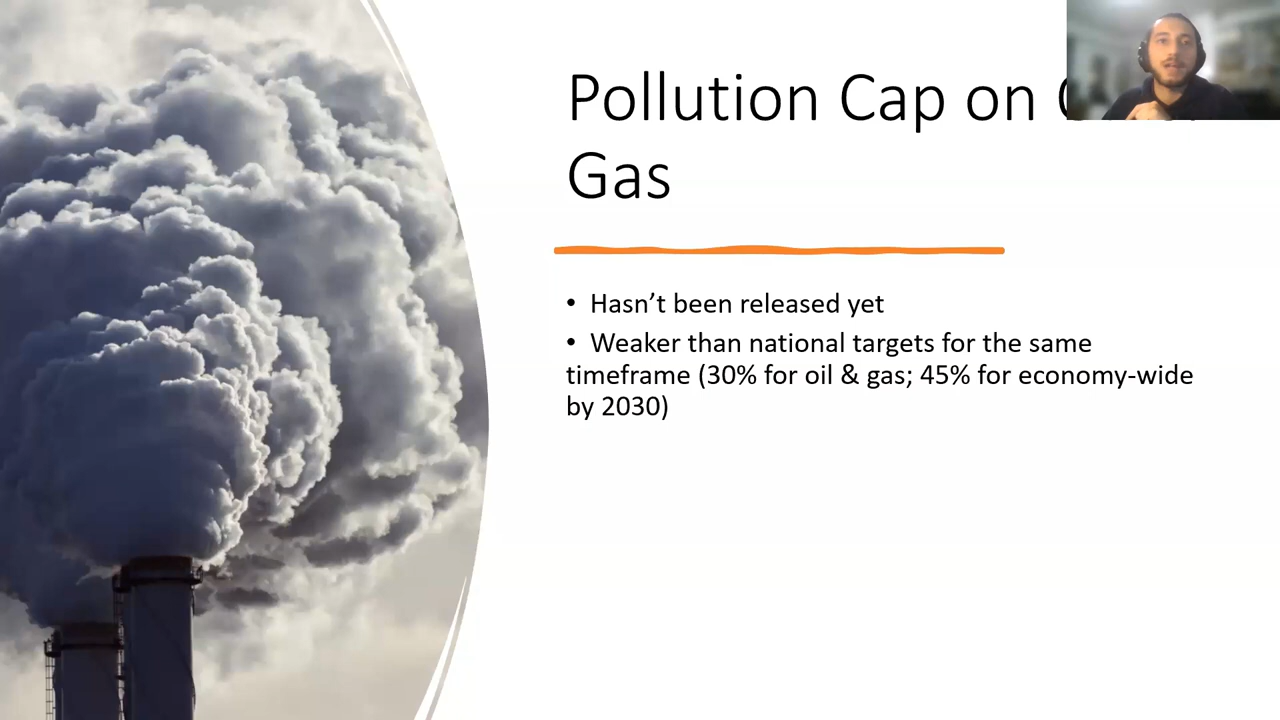 Pollution Cap on
Gas
• Hasn’t been released yet
• Weaker than national targets for the same
timeframe (30% for oil & gas; 45% for economy-wide
by 2030)